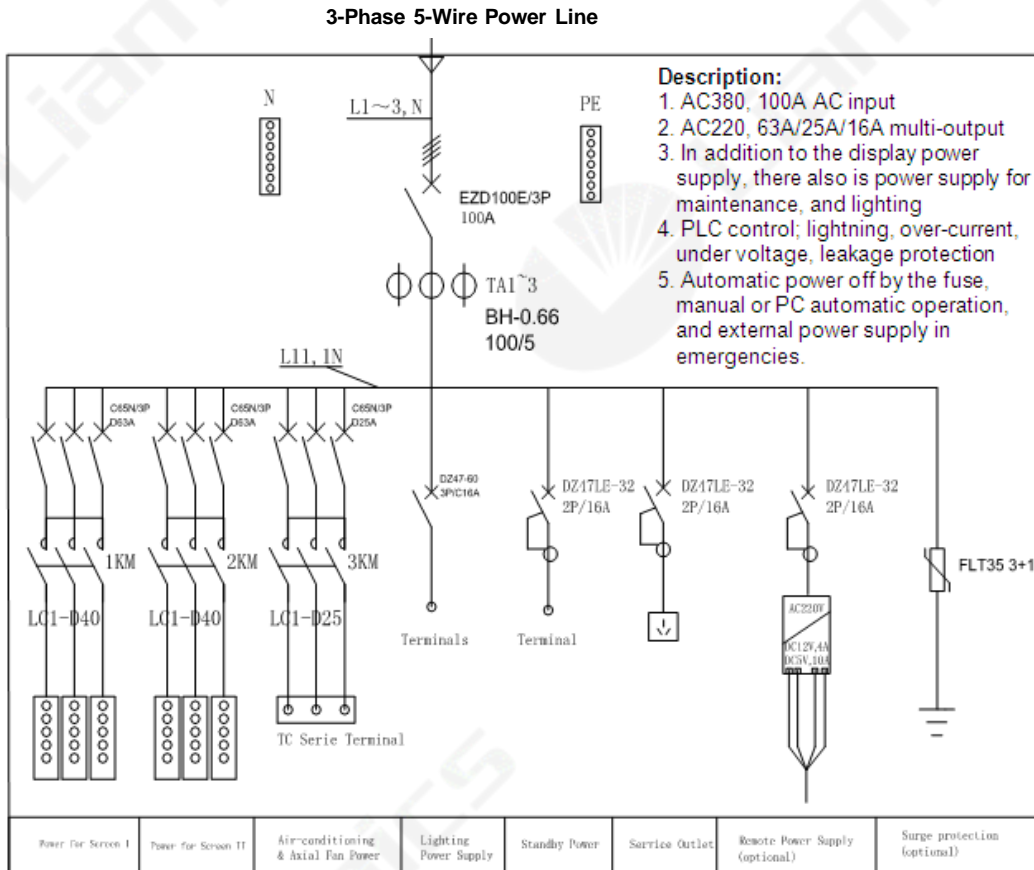 3-Phase 5-Wire Power Line
N
L1～3, N
PE
Description:
1. AC380, 100A AC input
2. AC220, 63A/25A/16A multi-output
3. In addition to the display power
supply, there also is power supply for
maintenance, and lighting
4. PLC control; lightning, over-current,
under voltage, leakage protection
5. Automatic power off by the fuse,
manual or PC automatic operation,
and external power supply in
emergencies.
EZD100E/3P
100A
TA1~3
BH-0.66
100/5
L11, 1N
C65N/3P
D63A
C65N/3P
D63A
C65N/3P
D25A
DZ47-60
3P/C16A
DZ47LE-32
2P/16A
DZ47LE-32
2P/16A
DZ47LE-32
2P/16A
1KM
2KM
3KM
FLT35 3+1
LC1-D40
LC1-D40
LC1-D25
AC220V
DC12V,4A
DC5V,10A
Terminals
Terminal
TC Serie Terminal
Power For Screen I
Power for Screen II
Air-conditioning
& Axial Fan Power
Lighting
Power Supply
Standby Power
Service Outlet
Remote Power Supply
(optional)
Surge protection
(optional)